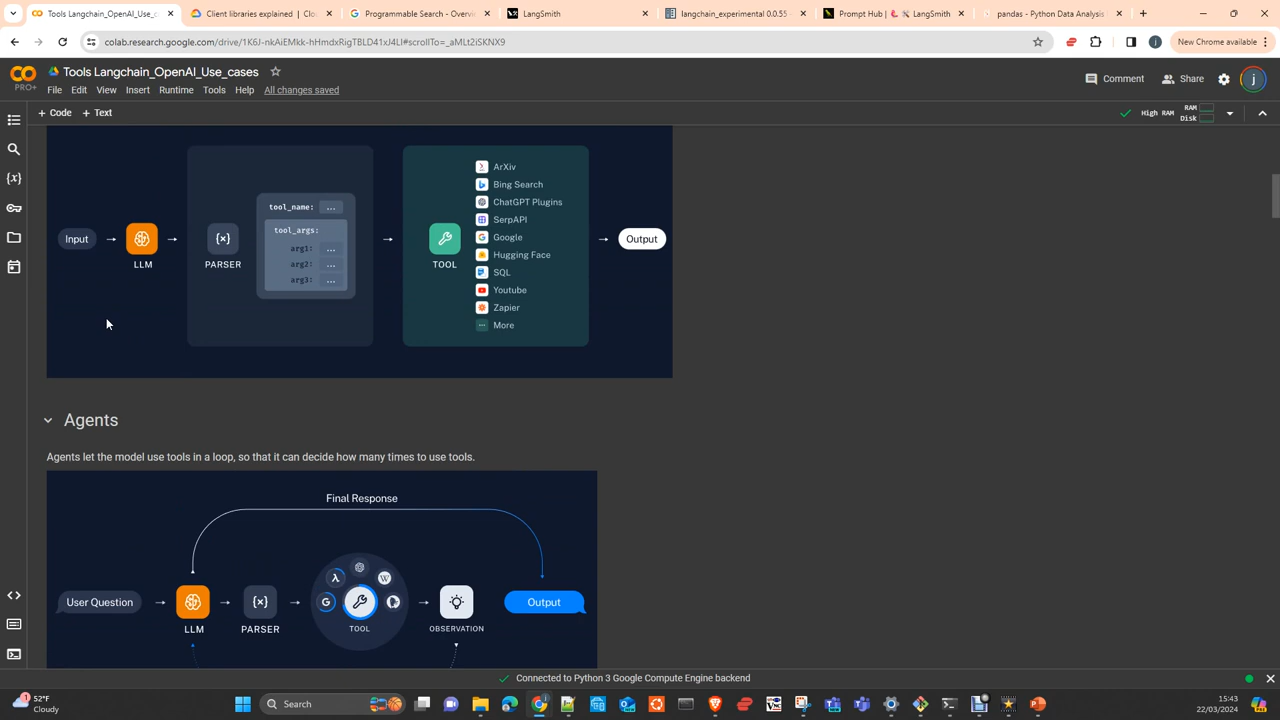 Tools Langchain_OpenAI_Use_cases
Client libraries explained | Clou
Programmable Search - Overvie
LangSmith
langchain_experimental 0.0.55
Prompt Hub | 🦜🛠️ LangSmith
pandas - Python Data Analysis l
colab.research.google.com/drive/1K6J-nkAiEMkk-hHmdxRigTBLD41xJ4LI#scrollTo=_aMLt2iSKNX9
New Chrome available
PRO+
Tools Langchain_OpenAI_Use_cases
File Edit View Insert Runtime Tools Help All changes saved
Comment
Share
j
+ Code + Text
High RAM
RAM
Disk
Input
LLM
PARSER
tool_name: ...
tool_args:
arg1: ...
arg2: ...
arg3: ...
TOOL
ArXiv
Bing Search
ChatGPT Plugins
SerpAPI
Google
Hugging Face
SQL
Youtube
Zapier
More
Output
Agents
Agents let the model use tools in a loop, so that it can decide how many times to use tools.
Final Response
User Question
LLM
PARSER
TOOL
OBSERVATION
Output
Connected to Python 3 Google Compute Engine backend
52°F
Cloudy
Search
15:43
22/03/2024